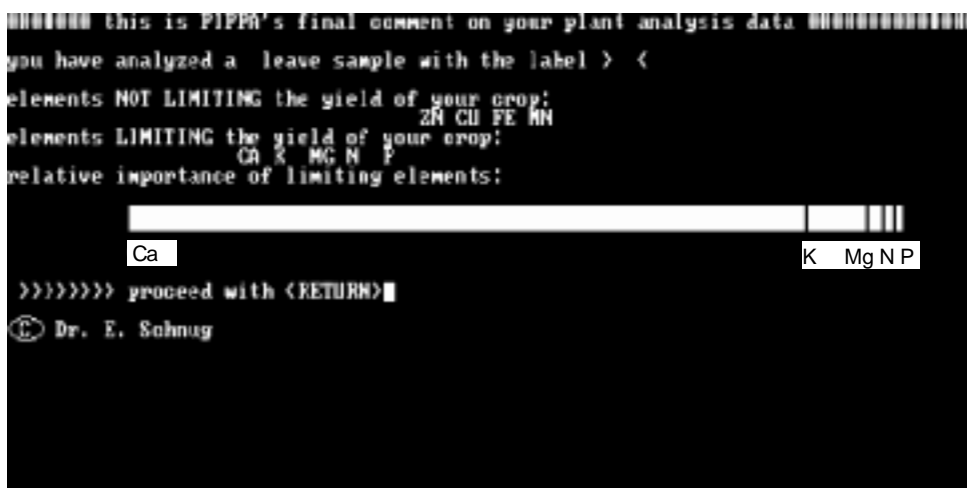 this is PIPPA's final comment on your plant analysis data
you have analyzed a leave sample with the label > <
elements NOT LIMITING the yield of your crop:
ZN CU FE MN
elements LIMITING the yield of your crop:
CA K MG N P
relative importance of limiting elements:
Ca K Mg N P
>>>>>>>> proceed with <RETURN>
© Dr. E. Schnug